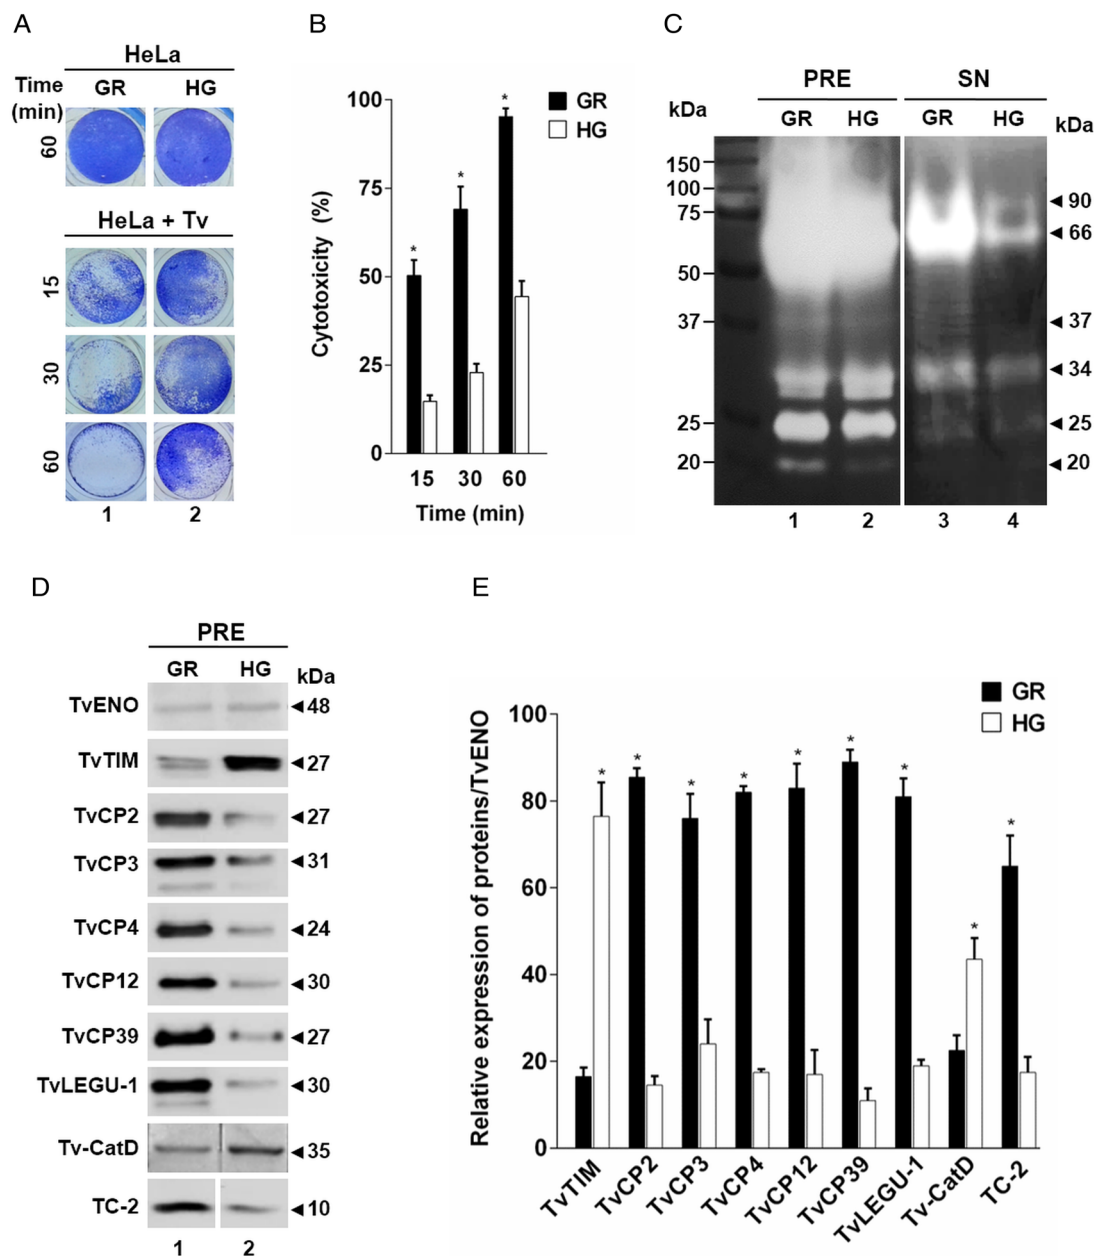 A
HeLa
Time (min)
GR HG
60
HeLa + Tv
15
30
60
1 2
B
Cytotoxicity (%)
100
75
50
25
0
* * *
GR
HG
15 30 60
Time (min)
C
PRE SN
kDa GR HG GR HG kDa
150
100
75
50
37
25
20
◄90
◄66
◄37
◄34
◄25
◄20
1 2 3 4
D
PRE
GR HG kDa
TvENO ◄48
TvTIM ◄27
TvCP2 ◄27
TvCP3 ◄31
TvCP4 ◄24
TvCP12 ◄30
TvCP39 ◄27
TvLEGU-1 ◄30
Tv-CatD ◄35
TC-2 ◄10
1 2
E
Relative expression of proteins/TvENO
100
80
60
40
20
0
GR
HG
* * * * * * * * *
TvTIM TvCP2 TvCP3 TvCP4 TvCP12 TvCP39 TvLEGU-1 Tv-CatD TC-2